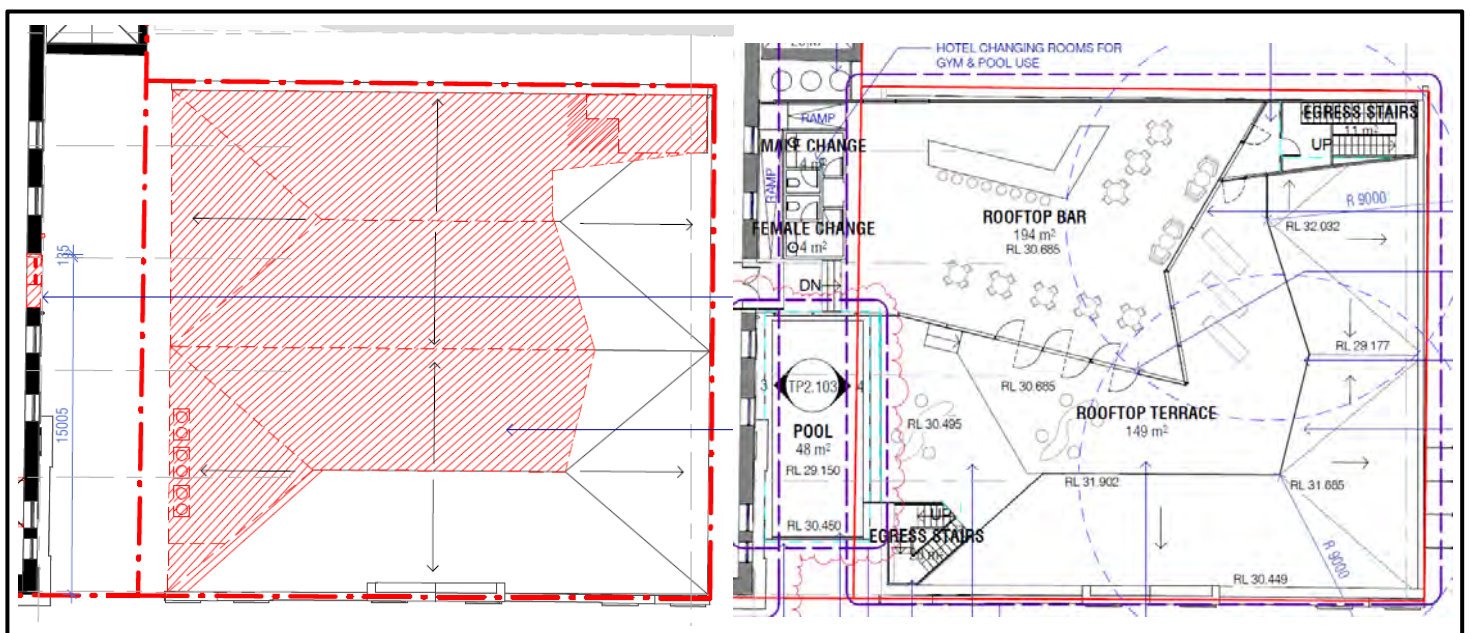 135
15005
HOTEL CHANGING ROOMS FOR
GYM & POOL USE
RAMP
EGRESS STAIRS
11 m²
UP
MALE CHANGE
4 m²
RAMP
R 9000
ROOFTOP BAR
194 m²
RL 30.685
RL 32.032
FEMALE CHANGE
4 m²
DN
RL 29.177
3
TP2.103
4
RL 30.685
ROOFTOP TERRACE
149 m²
RL 30.495
POOL
48 m²
RL 29.150
RL 31.902
RL 31.685
UP
RL 30.450
EGRESS STAIRS
R 9000
RL 30.449